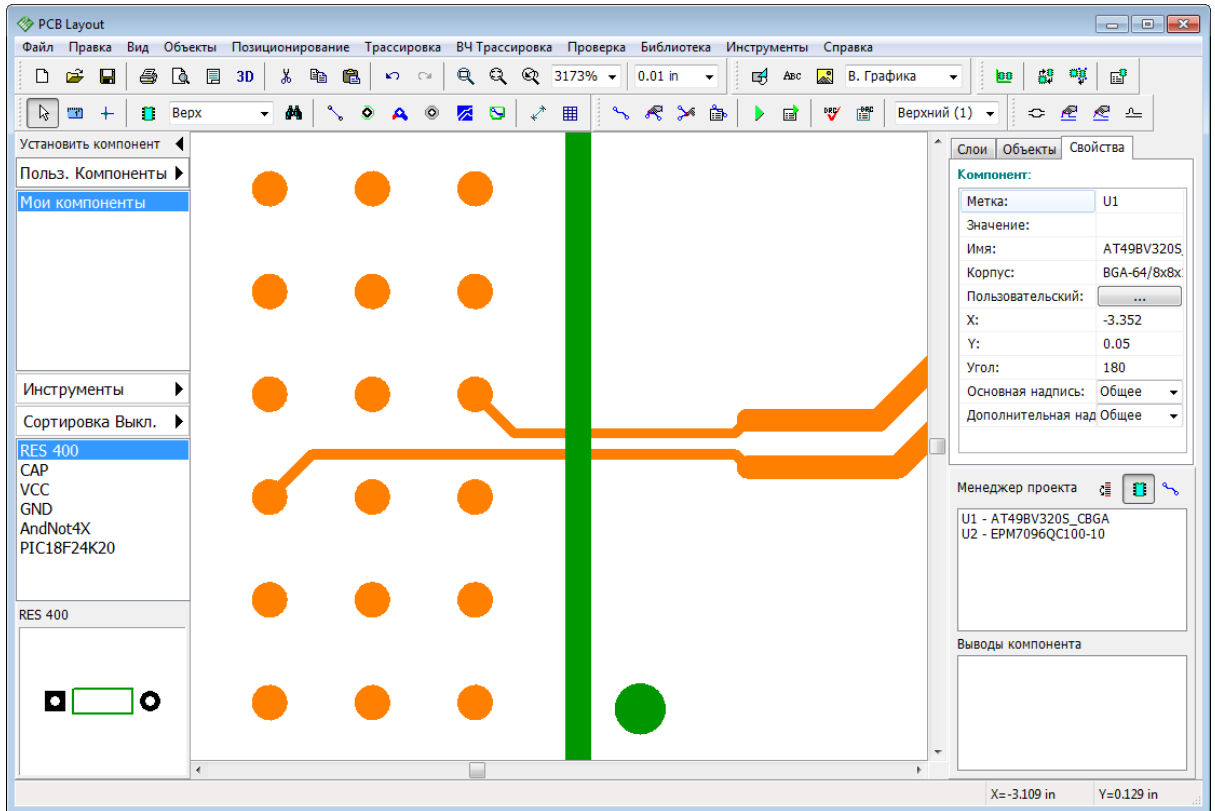 PCB Layout
Файл Правка Вид Объекты Позиционирование Трассировка ВЧ Трассировка Проверка Библиотека Инструменты Справка
3D 3173% 0.01 in ABC В. Графика
Верх DRC DRC Верхний (1)
Установить компонент
Польз. Компоненты
Мои компоненты
Инструменты
Сортировка Выкл.
RES 400
CAP
VCC
GND
AndNot4X
PIC18F24K20
RES 400
Слои Объекты Свойства
Компонент:
Метка: U1
Значение:
Имя: AT49BV320S
Корпус: BGA-64/8x8x
Пользовательский: ...
X: -3.352
Y: 0.05
Угол: 180
Основная надпись: Общее
Дополнительная над Общее
Менеджер проекта
U1 - AT49BV320S_CBGA
U2 - EPM7096QC100-10
Выводы компонента
X=-3.109 in Y=0.129 in